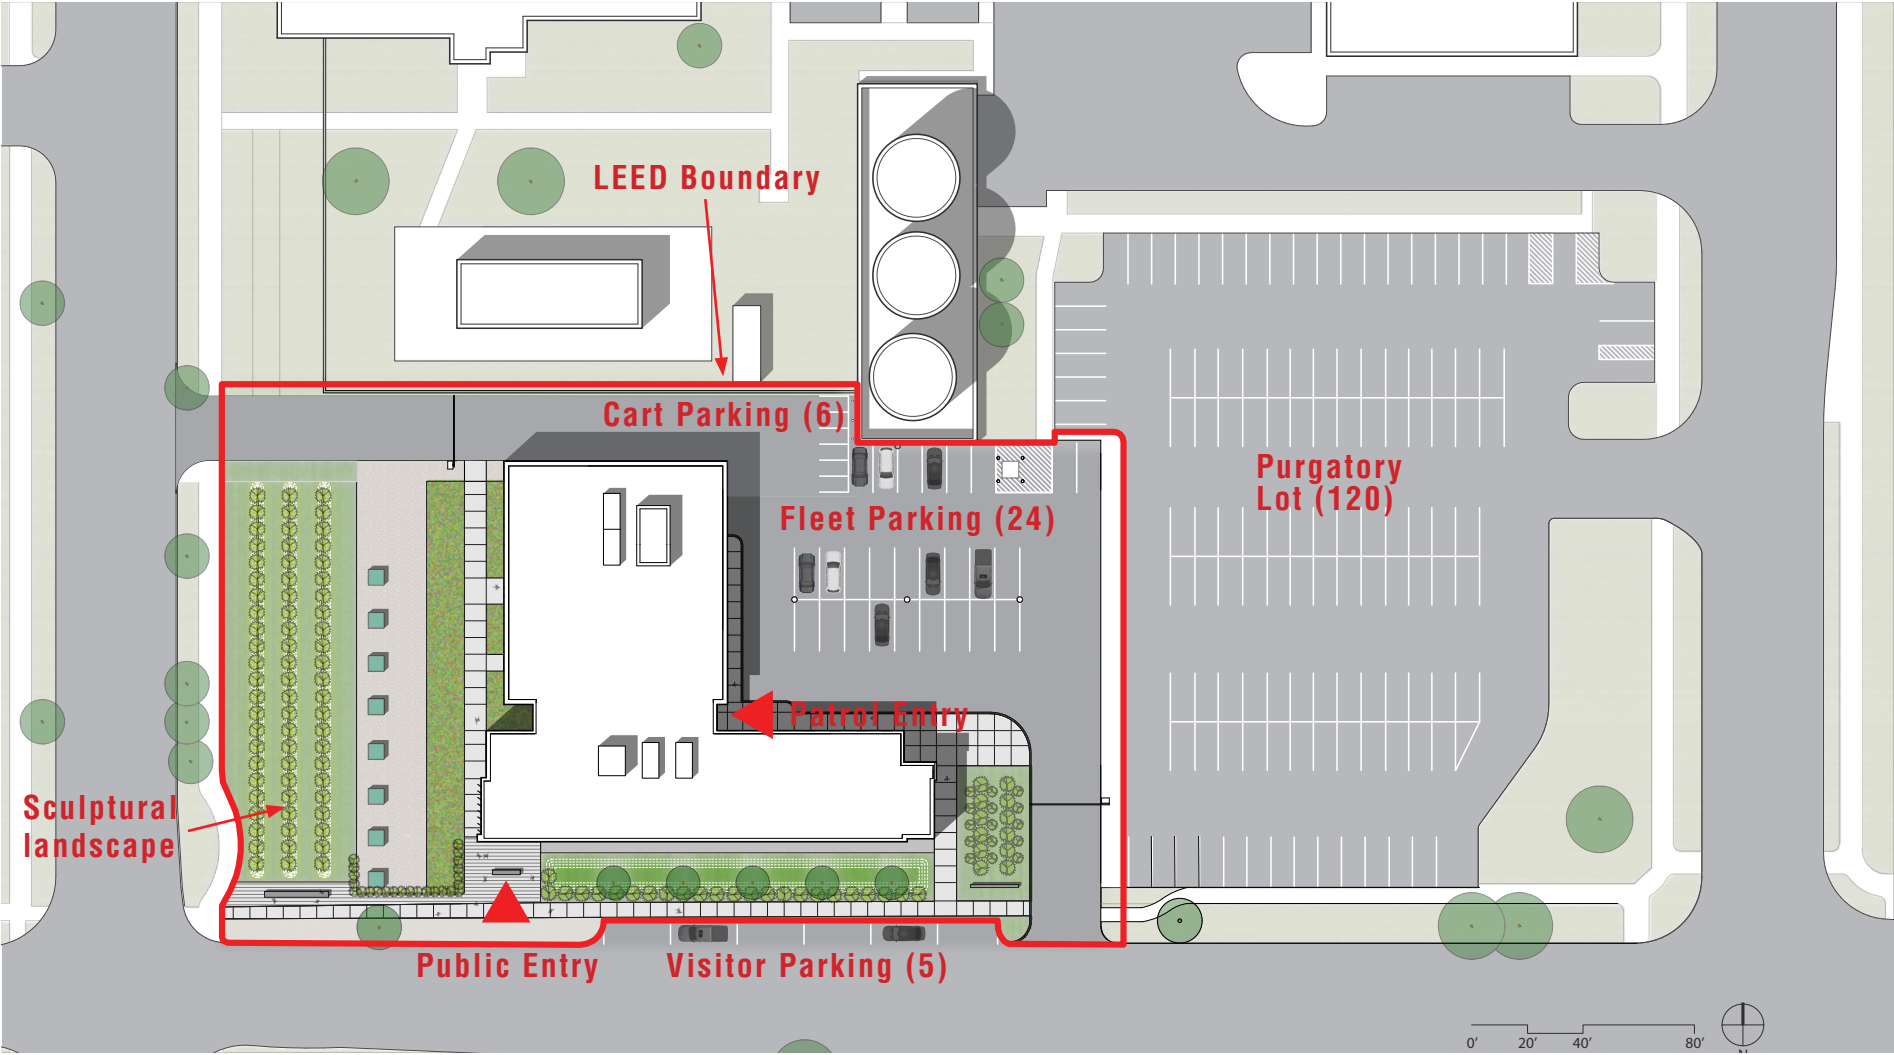 LEED Boundary
Cart Parking (6)
Purgatory
Lot (120)
Fleet Parking (24)
Patrol Entry
Sculptural
landscape
Public Entry
Visitor Parking (5)
0' 20' 40' 80'
N